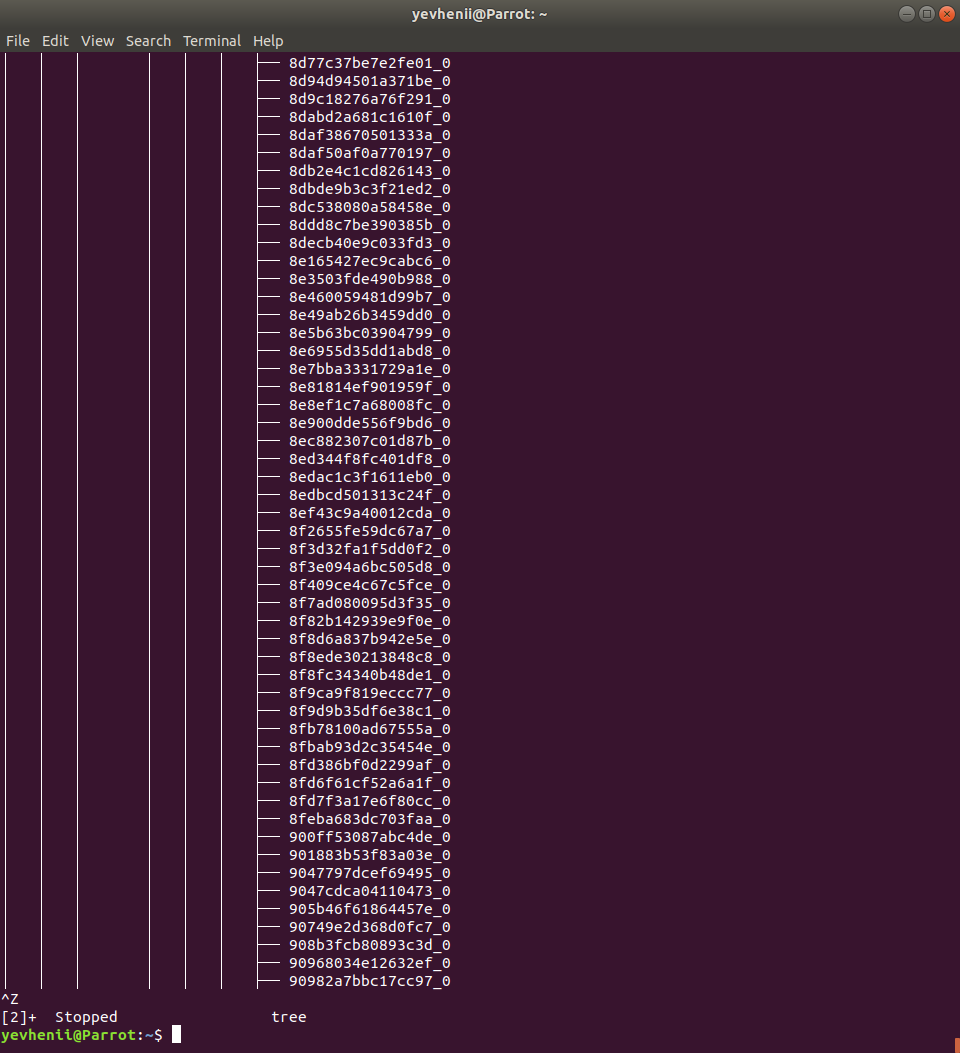 yevhenii@Parrot: ~
File Edit View Search Terminal Help
8d77c37be7e2fe01_0
8d94d94501a371be_0
8d9c18276a76f291_0
8dabd2a681c1610f_0
8daf38670501333a_0
8daf50af0a770197_0
8db2e4c1cd826143_0
8dbde9b3c3f21ed2_0
8dc538080a58458e_0
8ddd8c7be390385b_0
8decb40e9c033fd3_0
8e165427ec9cabc6_0
8e3503fde490b988_0
8e460059481d99b7_0
8e49ab26b3459dd0_0
8e5b63bc03904799_0
8e6955d35dd1abd8_0
8e7bba3331729a1e_0
8e81814ef901959f_0
8e8ef1c7a68008fc_0
8e900dde556f9bd6_0
8ec882307c01d87b_0
8ed344f8fc401df8_0
8edac1c3f1611eb0_0
8edbcd501313c24f_0
8ef43c9a40012cda_0
8f2655fe59dc67a7_0
8f3d32fa1f5dd0f2_0
8f3e094a6bc505d8_0
8f409ce4c67c5fce_0
8f7ad080095d3f35_0
8f82b142939e9f0e_0
8f8d6a837b942e5e_0
8f8ede30213848c8_0
8f8fc34340b48de1_0
8f9ca9f819eccc77_0
8f9d9b35df6e38c1_0
8fb78100ad67555a_0
8fbab93d2c35454e_0
8fd386bf0d2299af_0
8fd6f61cf52a6a1f_0
8fd7f3a17e6f80cc_0
8feba683dc703faa_0
900ff53087abc4de_0
901883b53f83a03e_0
9047797dcef69495_0
9047cdca04110473_0
905b46f61864457e_0
90749e2d368d0fc7_0
908b3fcb80893c3d_0
90968034e12632ef_0
90982a7bbc17cc97_0
^Z
[2]+  Stopped                 tree
yevhenii@Parrot:~$